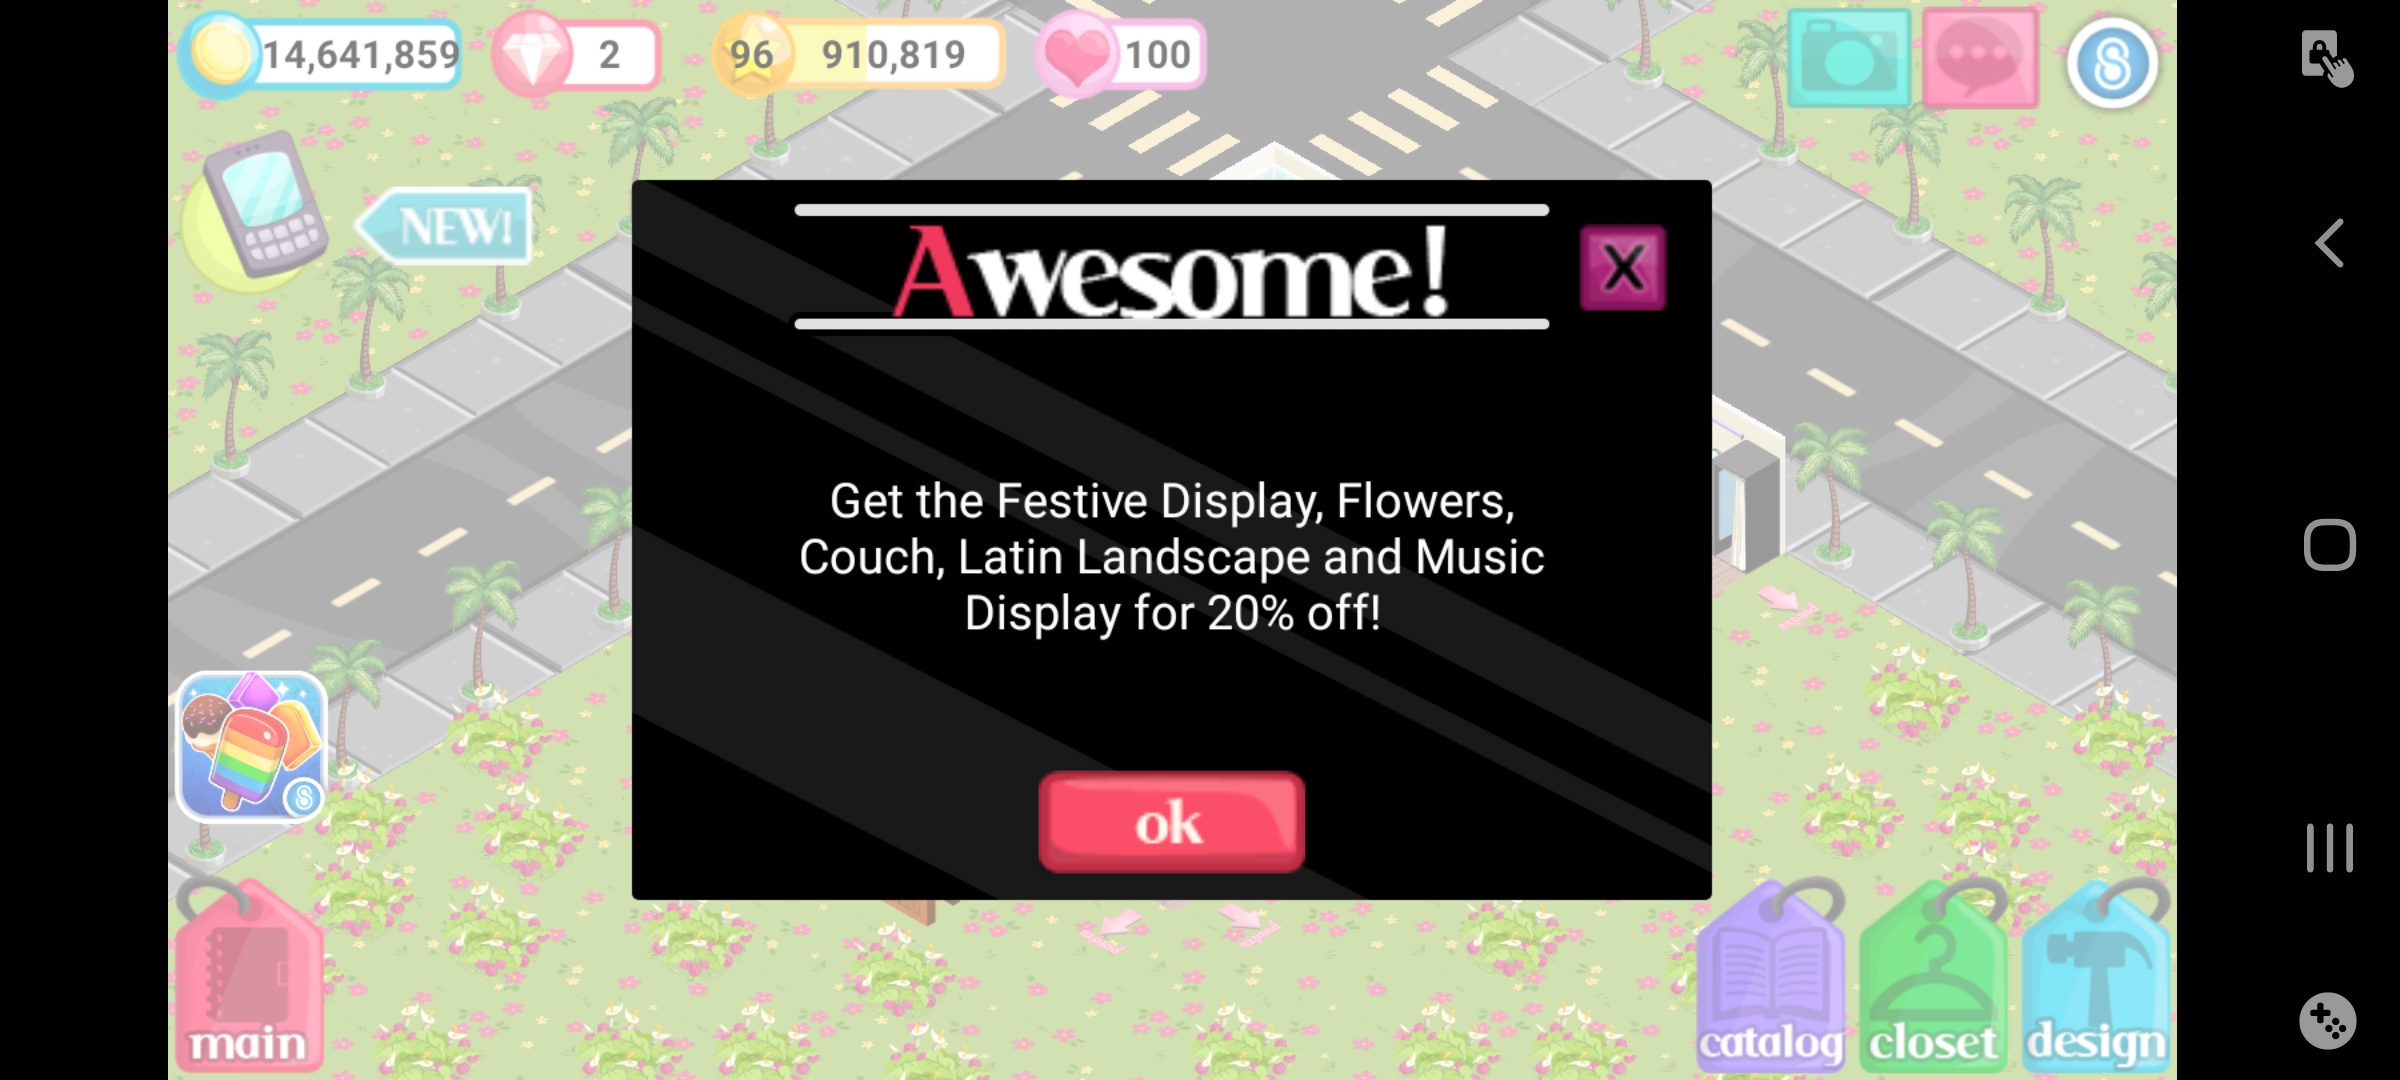 14,641,859
2
96 910,819
100
NEW!
Awesome!
X
Get the Festive Display, Flowers,
Couch, Latin Landscape and Music
Display for 20% off!
ok
main
catalog
closet
design